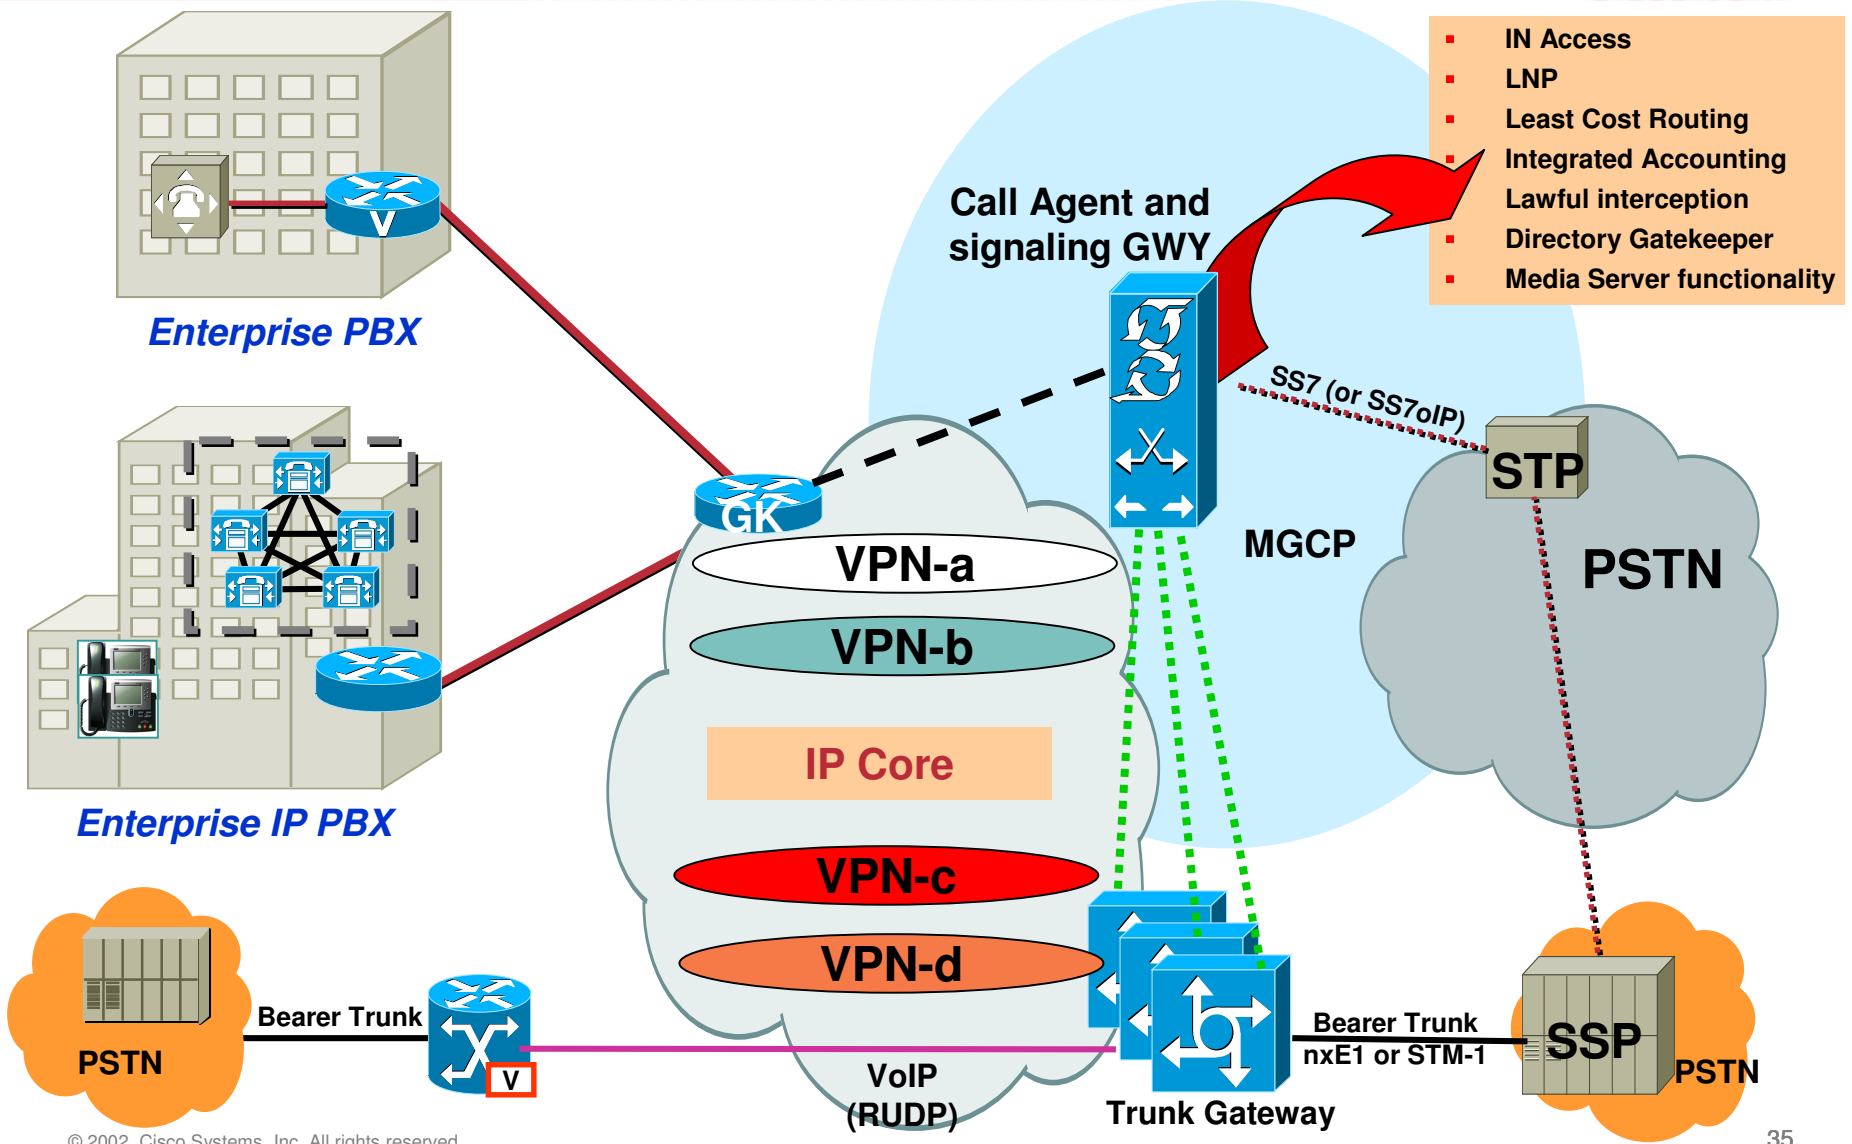 IN Access
LNP
Least Cost Routing
Integrated Accounting
Lawful interception
Directory Gatekeeper
Media Server functionality
Call Agent and
signaling GWY
V
Enterprise PBX
SS7 (or SS7oIP)
STP
GK
MGCP
PSTN
VPN-a
VPN-b
IP Core
Enterprise IP PBX
VPN-c
VPN-d
Bearer Trunk
PSTN
V
VoIP
(RUDP)
Trunk Gateway
Bearer Trunk
nxE1 or STM-1
SSP
PSTN
© 2002, Cisco Systems, Inc. All rights reserved.
35